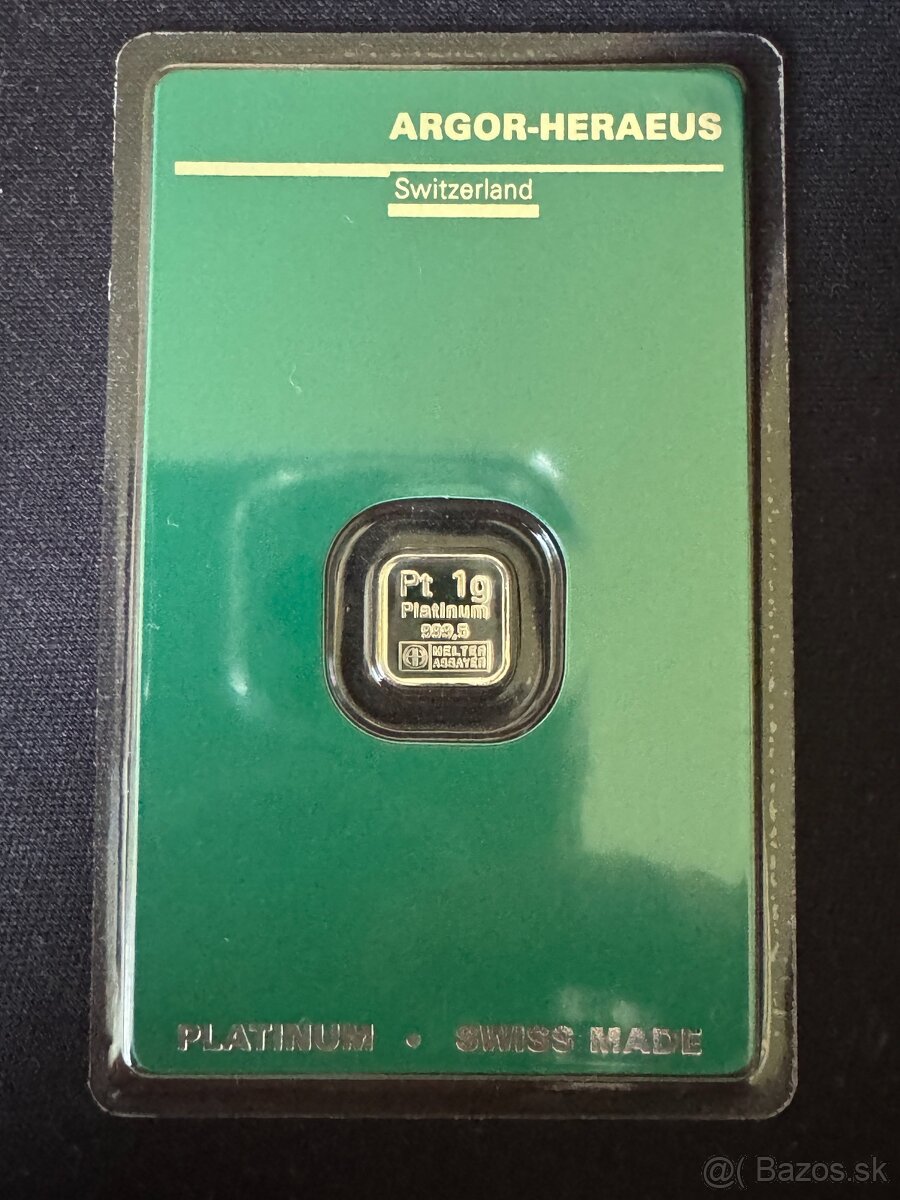 ARGOR-HERAEUS
Switzerland
Pt 1g
Platinum
999,5
MELTER
ASSAYER
PLATINUM • SWISS MADE
@( Bazos.sk